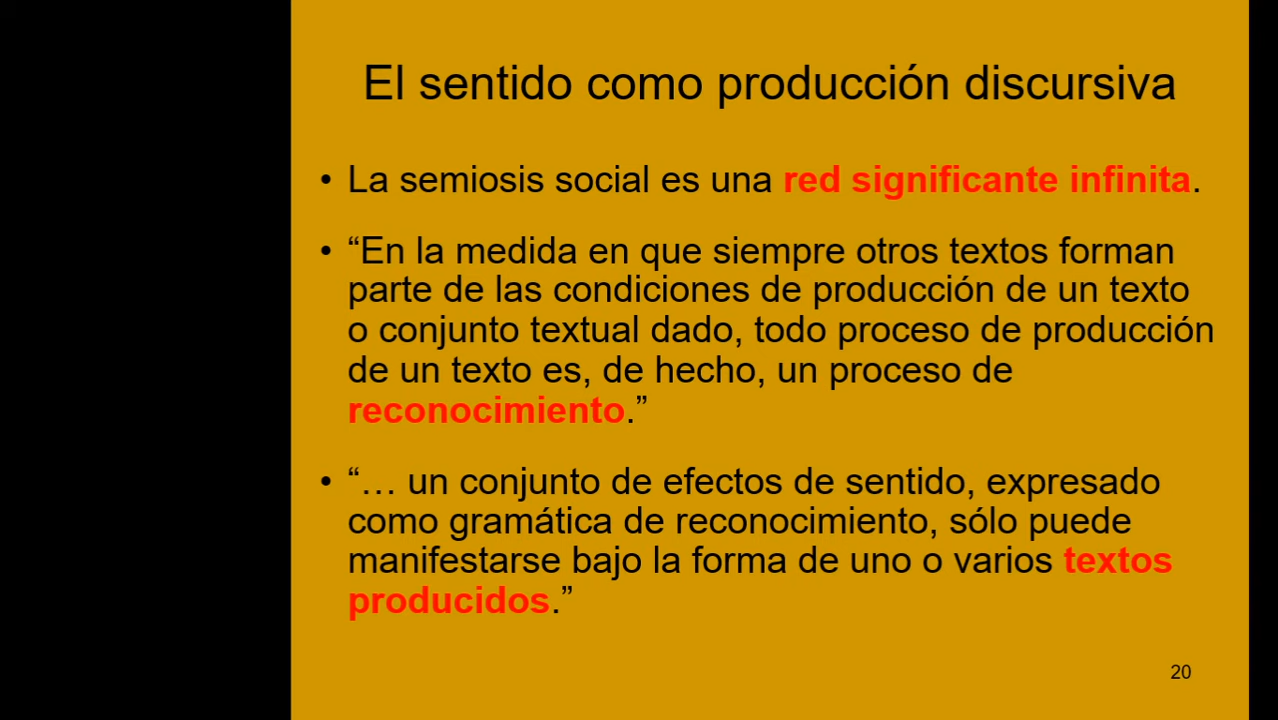 El sentido como producción discursiva
• La semiosis social es una red significante infinita.
• “En la medida en que siempre otros textos forman
parte de las condiciones de producción de un texto
o conjunto textual dado, todo proceso de producción
de un texto es, de hecho, un proceso de
reconocimiento.”
• “… un conjunto de efectos de sentido, expresado
como gramática de reconocimiento, sólo puede
manifestarse bajo la forma de uno o varios textos
producidos.”
20